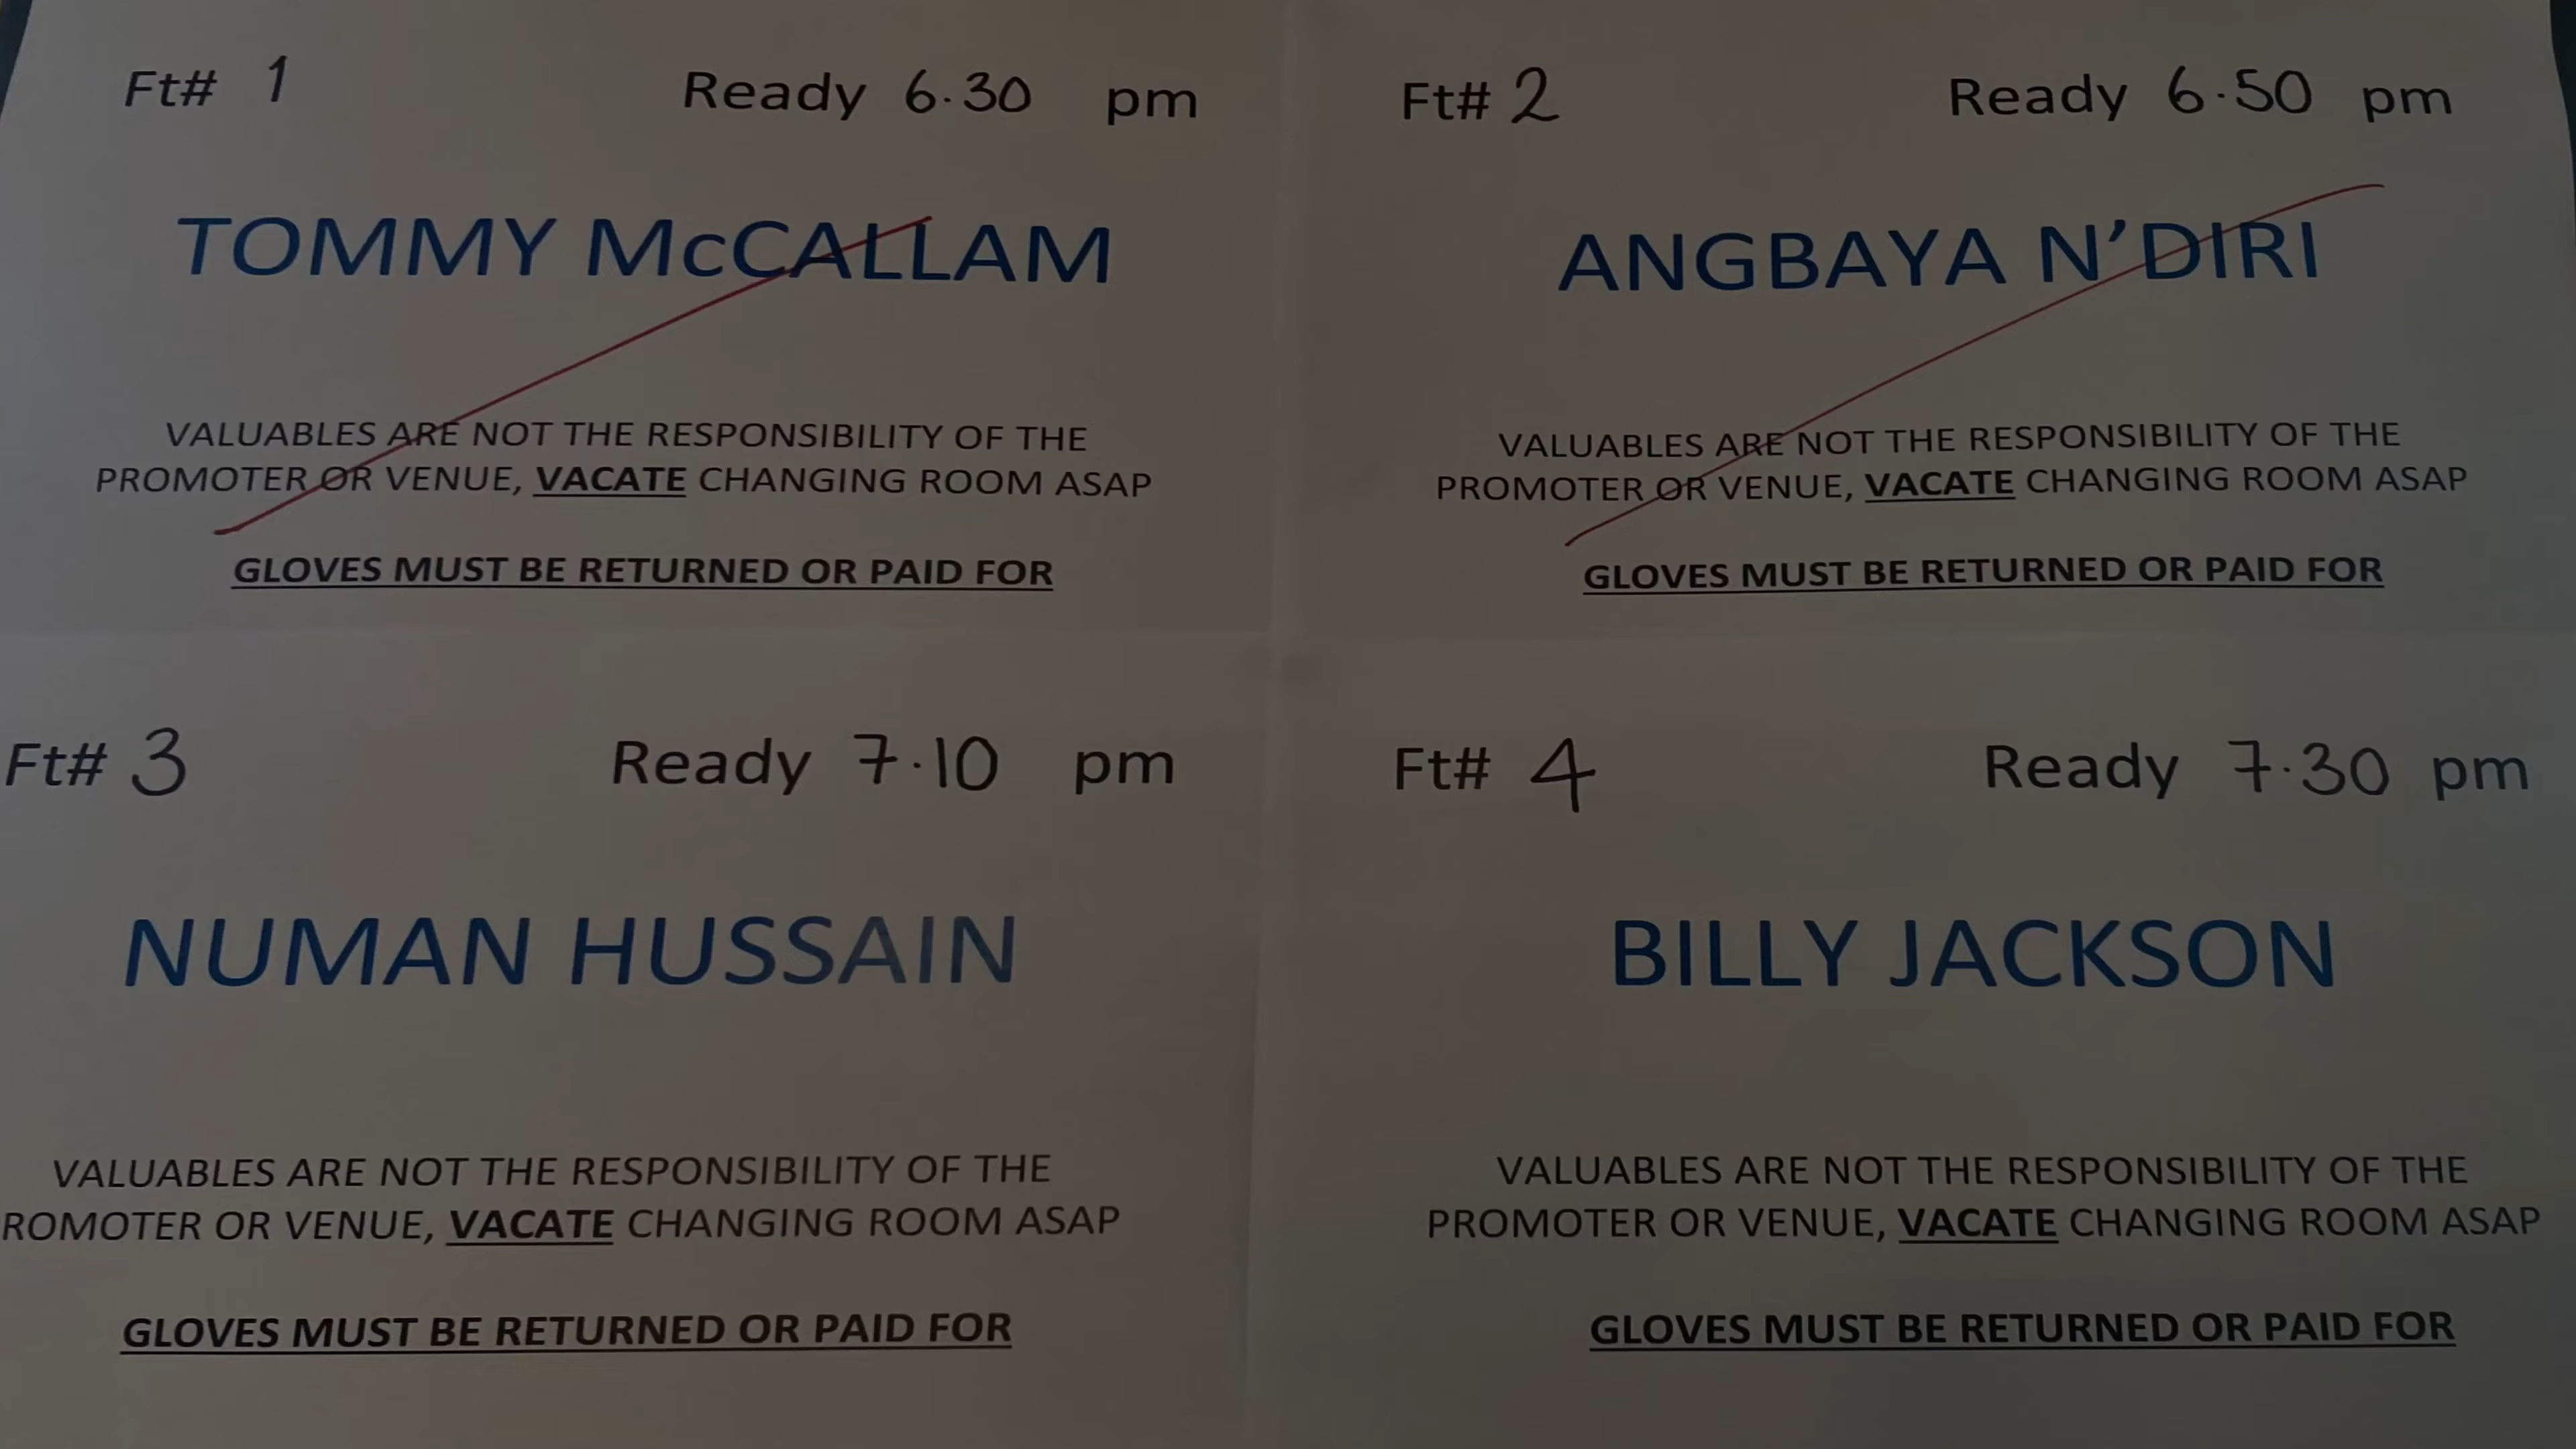 Ft# 1 Ready 6.30 pm
TOMMY McCALLAM
VALUABLES ARE NOT THE RESPONSIBILITY OF THE
PROMOTER OR VENUE, VACATE CHANGING ROOM ASAP
GLOVES MUST BE RETURNED OR PAID FOR
Ft# 2 Ready 6.50 pm
ANGBAYA N'DIRI
VALUABLES ARE NOT THE RESPONSIBILITY OF THE
PROMOTER OR VENUE, VACATE CHANGING ROOM ASAP
GLOVES MUST BE RETURNED OR PAID FOR
Ft# 3 Ready 7.10 pm
NUMAN HUSSAIN
VALUABLES ARE NOT THE RESPONSIBILITY OF THE
ROMOTER OR VENUE, VACATE CHANGING ROOM ASAP
GLOVES MUST BE RETURNED OR PAID FOR
Ft# 4 Ready 7.30 pm
BILLY JACKSON
VALUABLES ARE NOT THE RESPONSIBILITY OF THE
PROMOTER OR VENUE, VACATE CHANGING ROOM ASAP
GLOVES MUST BE RETURNED OR PAID FOR